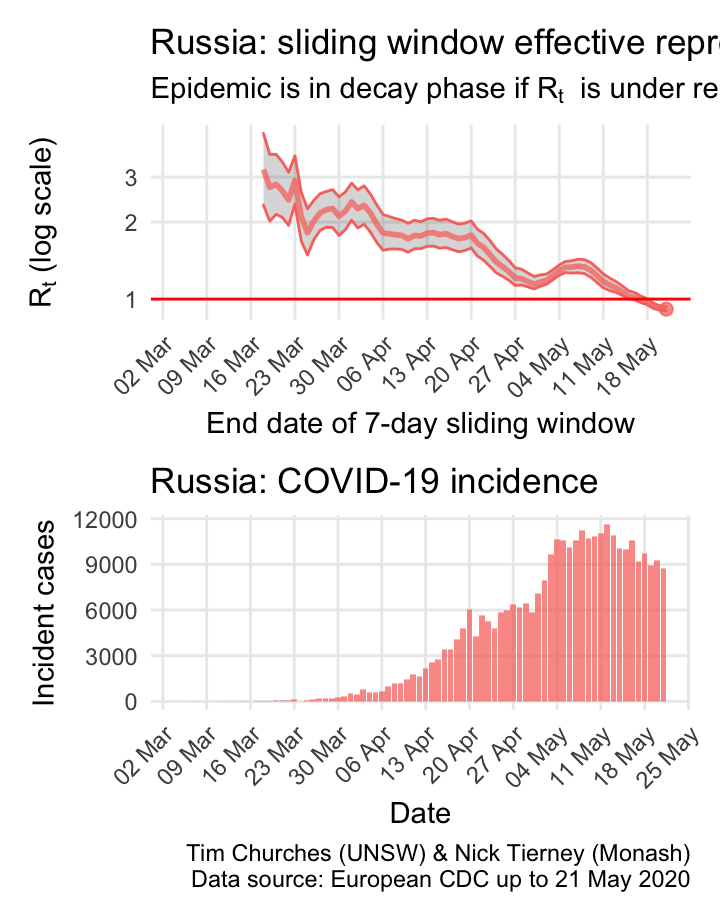 Russia: sliding window effective
Epidemic is in decay phase if Rt is under
Rt (log scale)
3
2
1
02 Mar
09 Mar
16 Mar
23 Mar
30 Mar
06 Apr
13 Apr
20 Apr
27 Apr
04 May
11 May
18 May
End date of 7-day sliding window
Russia: COVID-19 incidence
Incident cases
12000
9000
6000
3000
0
02 Mar
09 Mar
16 Mar
23 Mar
30 Mar
06 Apr
13 Apr
20 Apr
27 Apr
04 May
11 May
18 May
25 May
Date
Tim Churches (UNSW) & Nick Tierney (Monash)
Data source: European CDC up to 21 May 2020